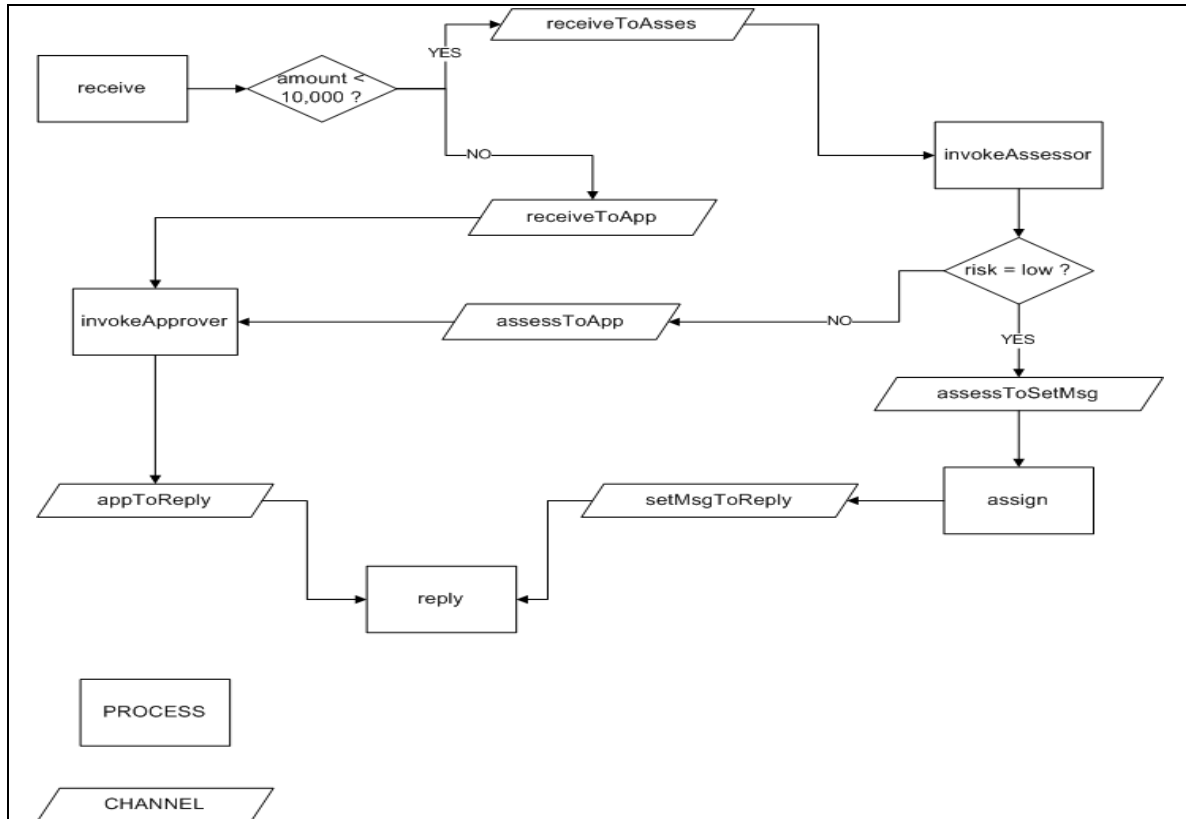 receiveToAsses
YES
receive
amount <
10,000 ?
NO
invokeAssessor
receiveToApp
risk = low ?
invokeApprover
assessToApp
NO
YES
assessToSetMsg
appToReply
setMsgToReply
assign
reply
PROCESS
CHANNEL